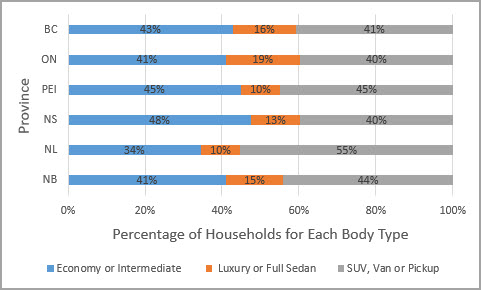 BC 43% 16% 41%
ON 41% 19% 40%
PEI 45% 10% 45%
NS 48% 13% 40%
NL 34% 10% 55%
NB 41% 15% 44%
Province
0% 20% 40% 60% 80% 100%
Percentage of Households for Each Body Type
Economy or Intermediate Luxury or Full Sedan SUV, Van or Pickup